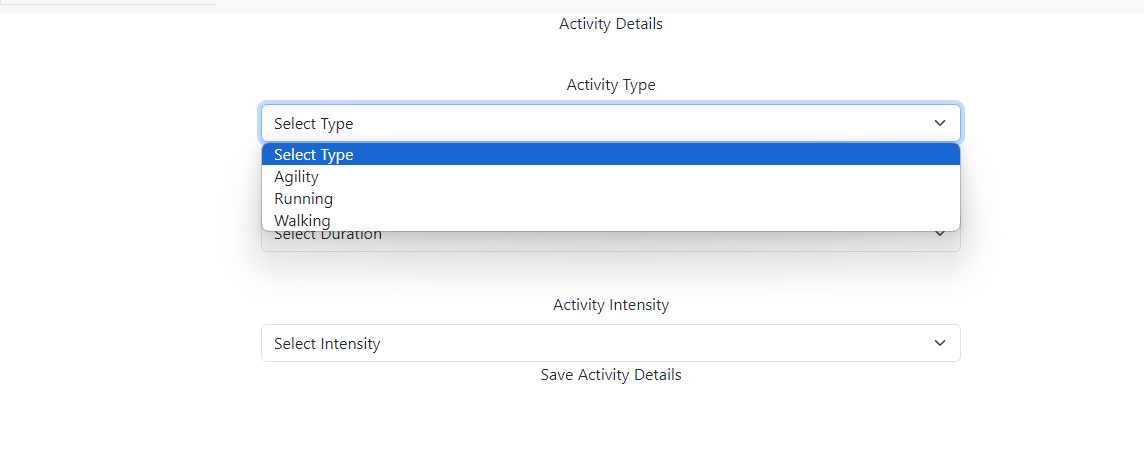 Activity Details
Activity Type
Select Type
Select Type
Agility
Running
Walking
Select Duration
Activity Intensity
Select Intensity
Save Activity Details